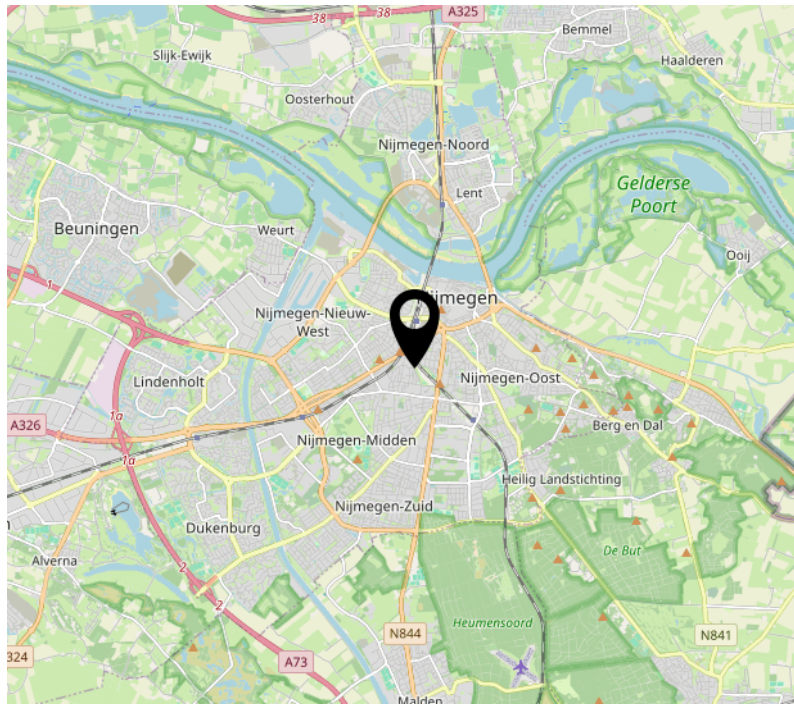 38
38
A325
Bemmel
Slijk-Ewijk
Haalderen
Oosterhout
Nijmegen-Noord
Lent
Gelderse
Poort
Beuningen
Weurt
Ooij
1
Nijmegen
Nijmegen-Nieuw-
West
Lindenholt
Nijmegen-Oost
1a
A326
Berg en Dal
Nijmegen-Midden
1a
Heilig Landstichting
Nijmegen-Zuid
Dukenburg
De But
Alverna
2
2
Heumensoord
N844
N841
324
A73
Malden